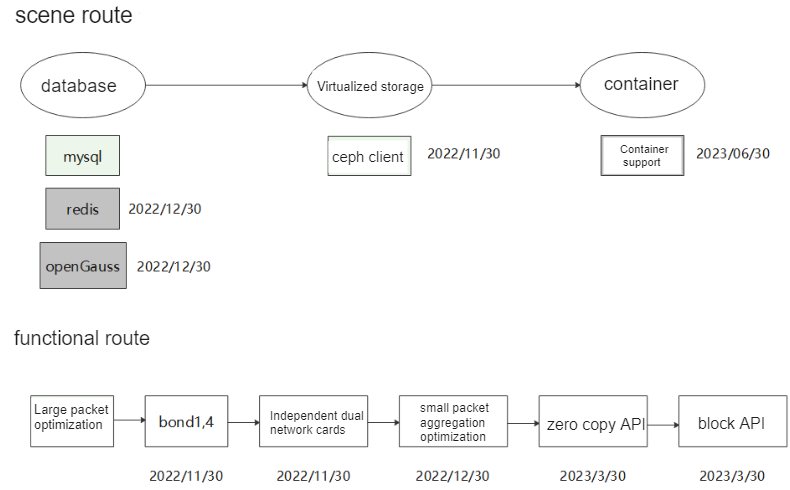 scene route
database
Virtualized storage
container
mysql
ceph client
2022/11/30
Container
support
2023/06/30
redis
2022/12/30
openGauss
2022/12/30
functional route
Large packet
optimization
bond1,4
Independent dual
network cards
small packet
aggregation
optimization
zero copy API
block API
2022/11/30
2022/11/30
2022/12/30
2023/3/30
2023/3/30